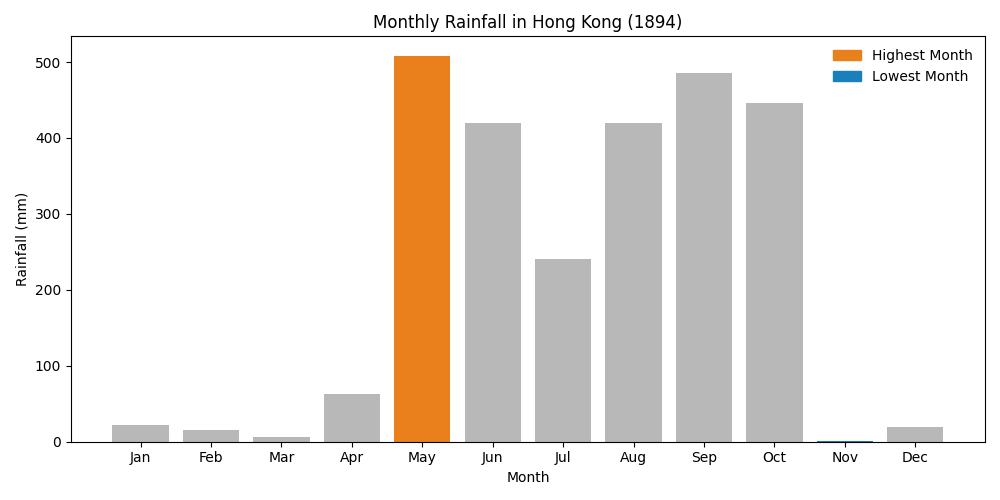 Monthly Rainfall in Hong Kong (1894)
Highest Month
Lowest Month
Rainfall (mm)
500
400
300
200
100
0
Jan Feb Mar Apr May Jun Jul Aug Sep Oct Nov Dec
Month